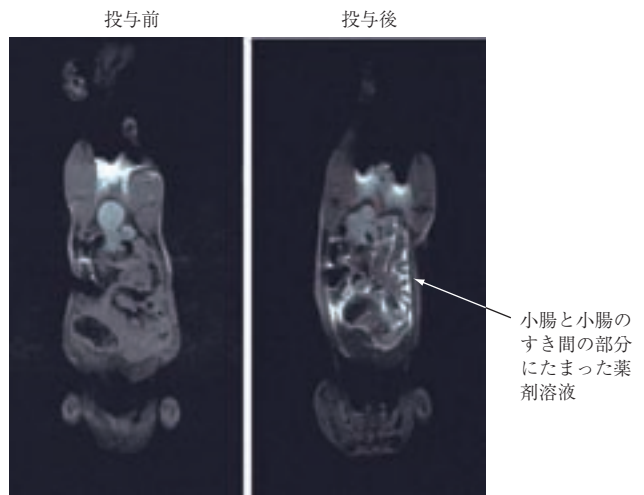 投与前
投与後
小腸と小腸の
すき間の部分
にたまった薬
剤溶液